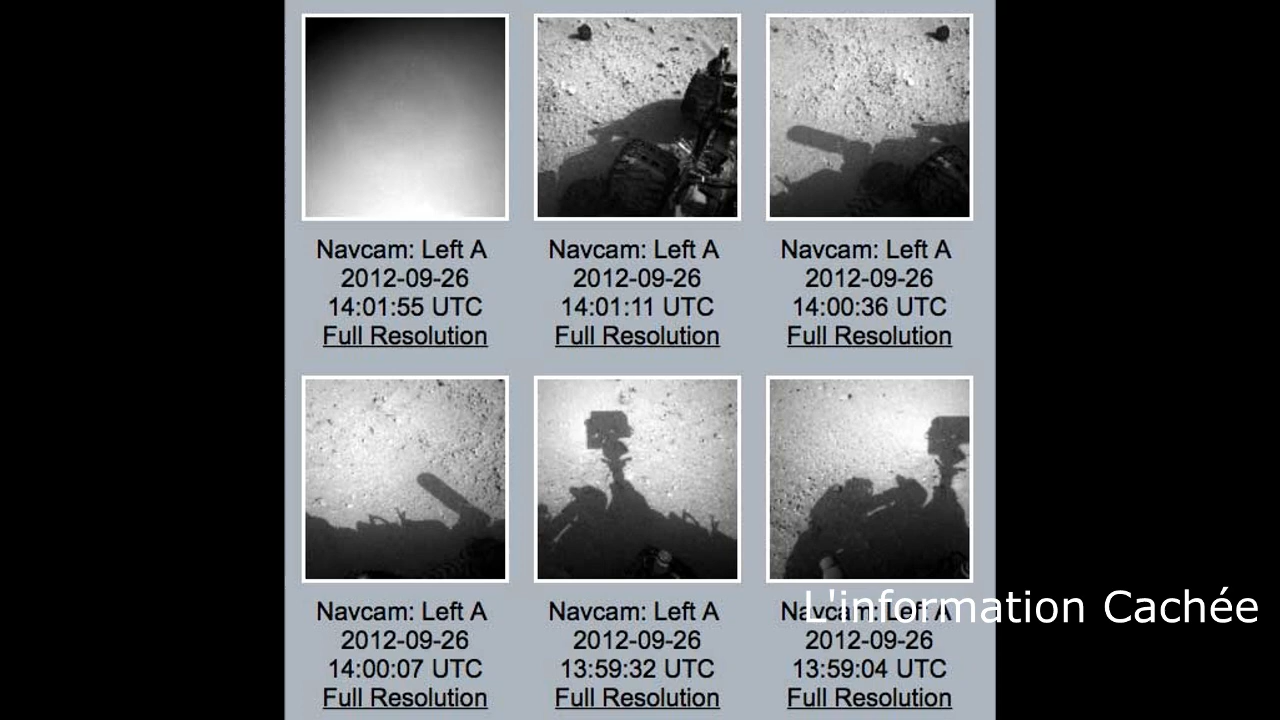 Navcam: Left A
2012-09-26
14:01:55 UTC
Full Resolution
Navcam: Left A
2012-09-26
14:01:11 UTC
Full Resolution
Navcam: Left A
2012-09-26
14:00:36 UTC
Full Resolution
Navcam: Left A
2012-09-26
14:00:07 UTC
Full Resolution
Navcam: Left A
2012-09-26
13:59:32 UTC
Full Resolution
Navcam: Left A
2012-09-26
13:59:04 UTC
Full Resolution
L'information Cachée